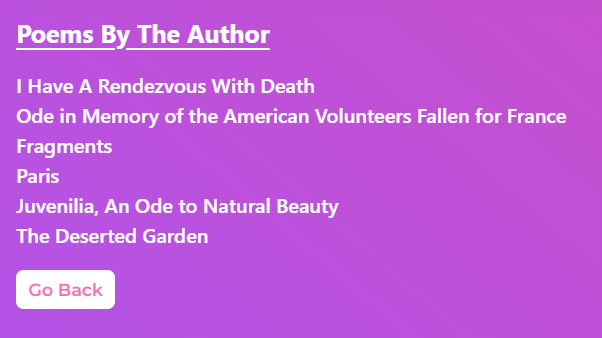 Poems By The Author
I Have A Rendezvous With Death
Ode in Memory of the American Volunteers Fallen for France
Fragments
Paris
Juvenilia, An Ode to Natural Beauty
The Deserted Garden
Go Back